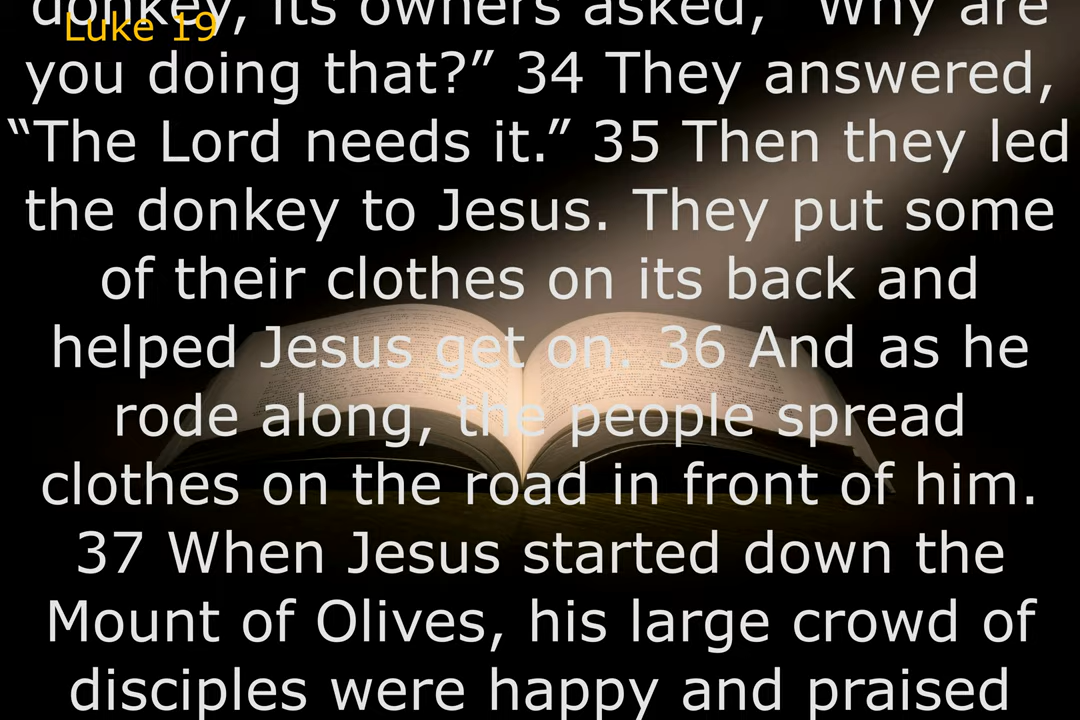 donkey, its owners asked, “Why are
Luke 19
you doing that?” 34 They answered,
“The Lord needs it.” 35 Then they led
the donkey to Jesus. They put some
of their clothes on its back and
helped Jesus get on. 36 And as he
rode along, the people spread
clothes on the road in front of him.
37 When Jesus started down the
Mount of Olives, his large crowd of
disciples were happy and praised